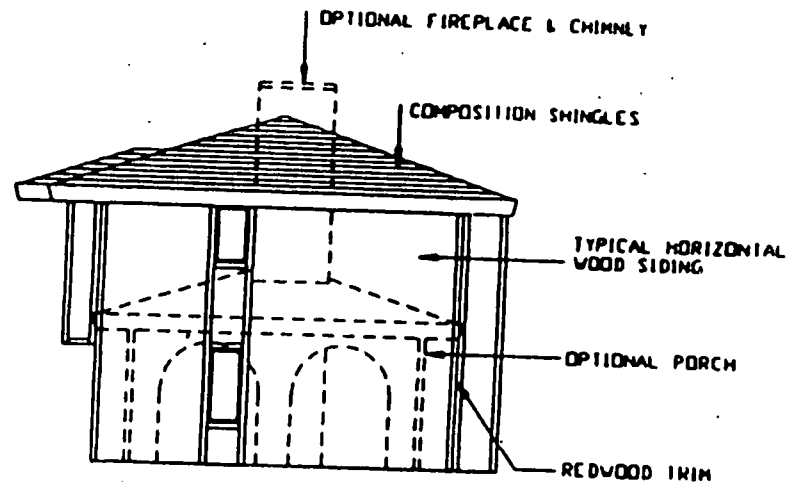 OPTIONAL FIREPLACE & CHIMNEY
COMPOSITION SHINGLES
TYPICAL HORIZONTAL
WOOD SIDING
OPTIONAL PORCH
REDWOOD TRIM